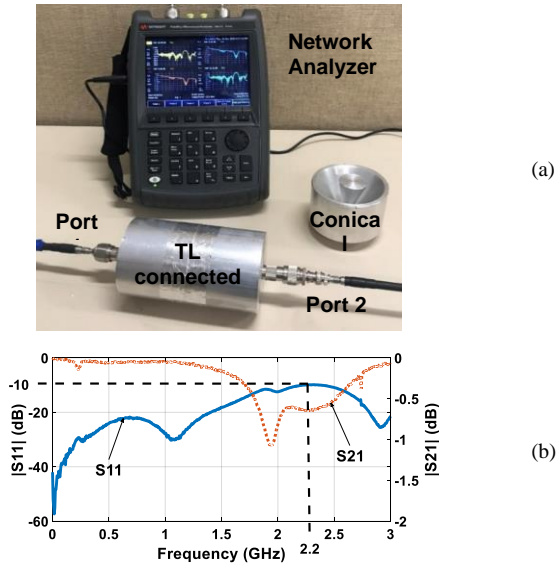 Network
Analyzer
(a)
Port
Conica
l
TL
connected
Port 2
0
-10
-20
-40
-60
|S11| (dB)
S11
S21
0
-0.5
-1
-1.5
-2
|S21| (dB)
(b)
0 0.5 1 1.5 2 2.5 3
2.2
Frequency (GHz)